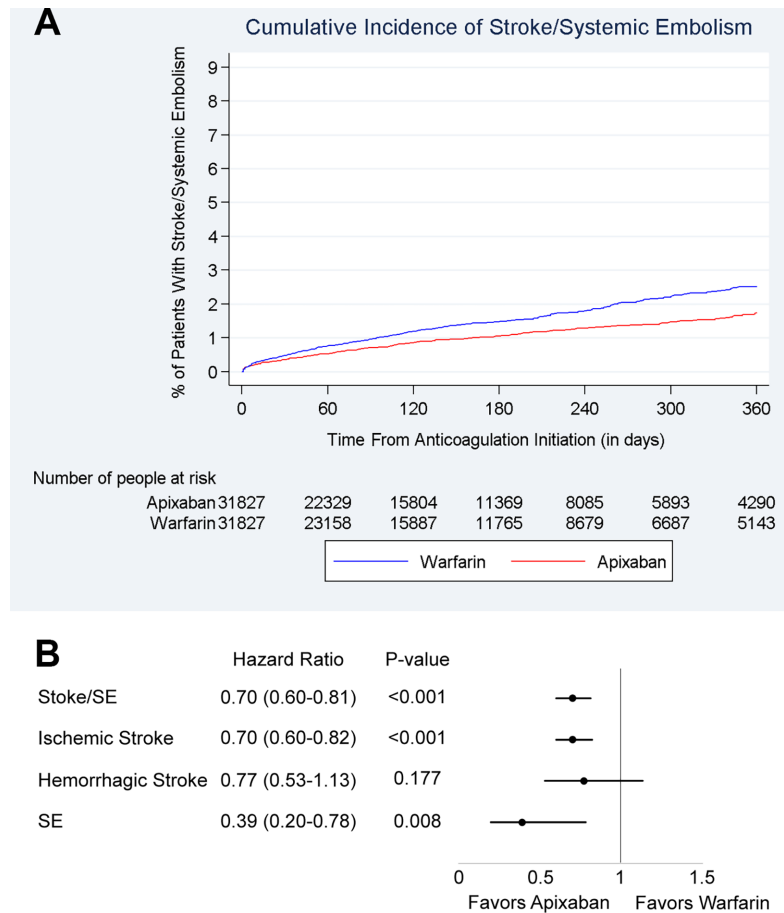 A
Cumulative Incidence of Stroke/Systemic Embolism
% of Patients With Stroke/Systemic Embolism
9
8
7
6
5
4
3
2
1
0
0 60 120 180 240 300 360
Time From Anticoagulation Initiation (in days)
Number of people at risk
Apixaban 31827 22329 15804 11369 8085 5893 4290
Warfarin 31827 23158 15887 11765 8679 6687 5143
Warfarin Apixaban
B
Hazard Ratio P-value
Stoke/SE 0.70 (0.60-0.81) <0.001
Ischemic Stroke 0.70 (0.60-0.82) <0.001
Hemorrhagic Stroke 0.77 (0.53-1.13) 0.177
SE 0.39 (0.20-0.78) 0.008
0 0.5 1 1.5
Favors Apixaban Favors Warfarin